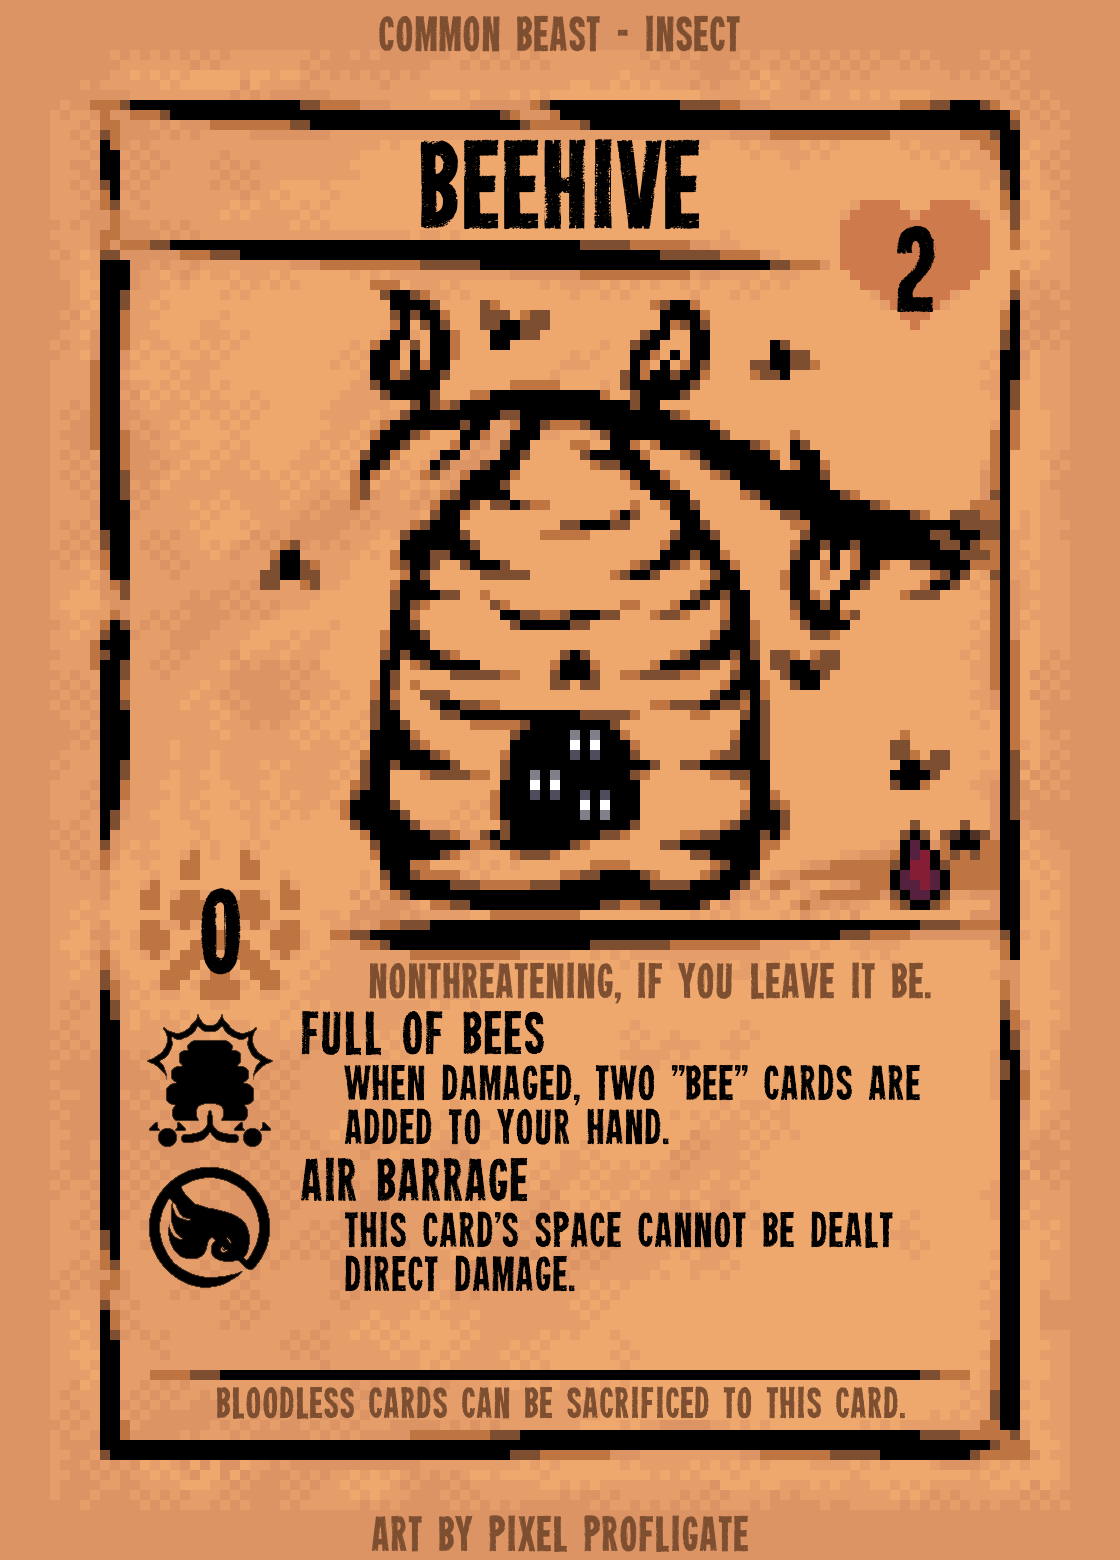 COMMON BEAST - INSECT
BEEHIVE
2
0
NONTHREATENING, IF YOU LEAVE IT BE.
FULL OF BEES
WHEN DAMAGED, TWO "BEE" CARDS ARE
ADDED TO YOUR HAND.
AIR BARRAGE
THIS CARD'S SPACE CANNOT BE DEALT
DIRECT DAMAGE.
BLOODLESS CARDS CAN BE SACRIFICED TO THIS CARD.
ART BY PIXEL PROFLIGATE